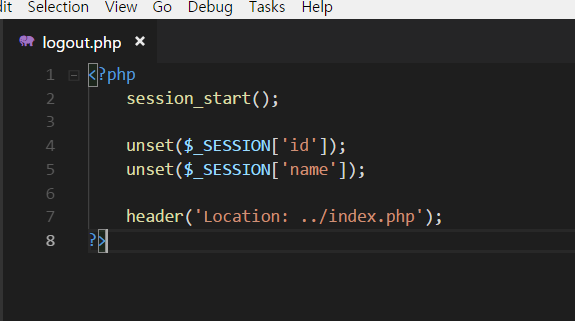 dit Selection View Go Debug Tasks Help
logout.php ×
1 <?php
2 session_start();
3
4 unset($_SESSION['id']);
5 unset($_SESSION['name']);
6
7 header('Location: ../index.php');
8 ?>